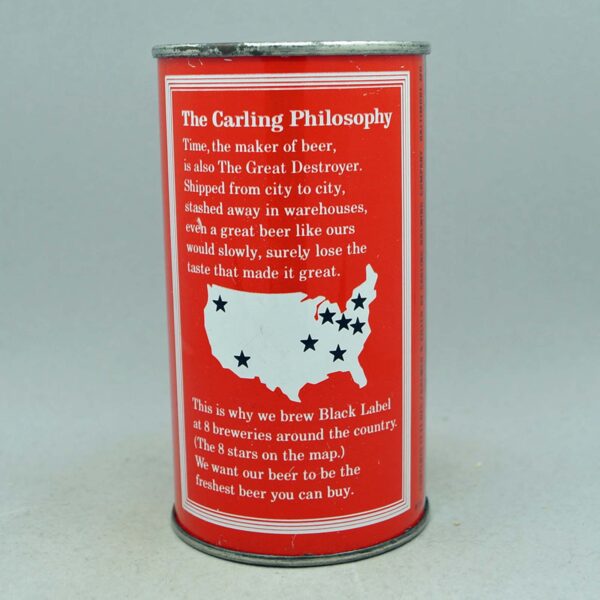 The Carling Philosophy
Time, the maker of beer,
is also The Great Destroyer.
Shipped from city to city,
stashed away in warehouses,
even a great beer like ours
would slowly, surely lose the
taste that made it great.
This is why we brew Black Label
at 8 breweries around the country.
(The 8 stars on the map.)
We want our beer to be the
freshest beer you can buy.